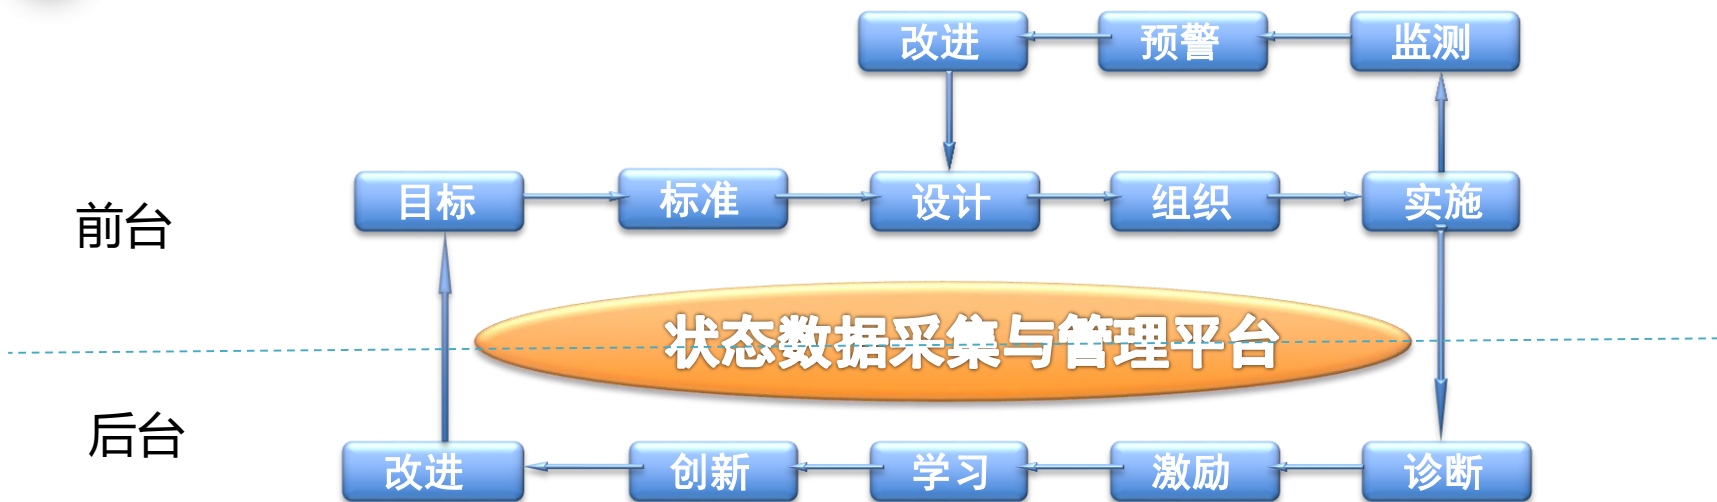 改进 预警 监测
前台 目标 标准 设计 组织 实施
状态数据采集与管理平台
后台 改进 创新 学习 激励 诊断